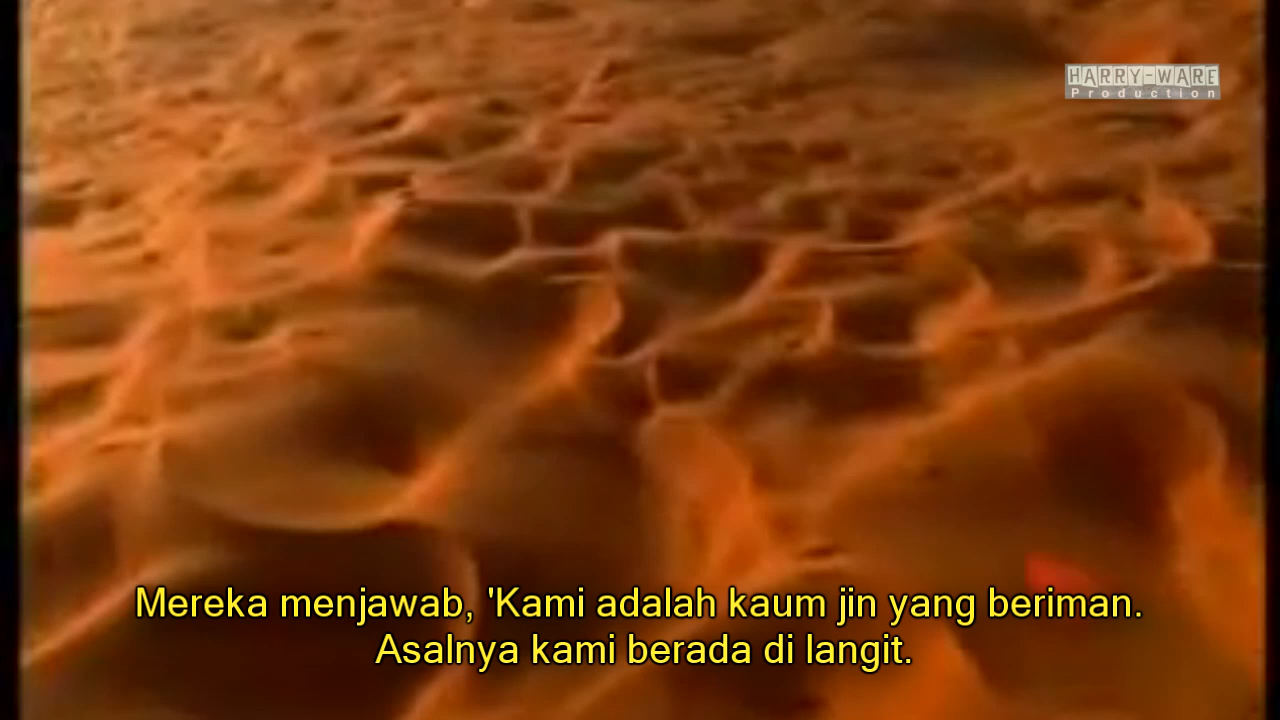 HARRY-WARE
Production
Mereka menjawab, 'Kami adalah kaum jin yang beriman.
Asalnya kami berada di langit.